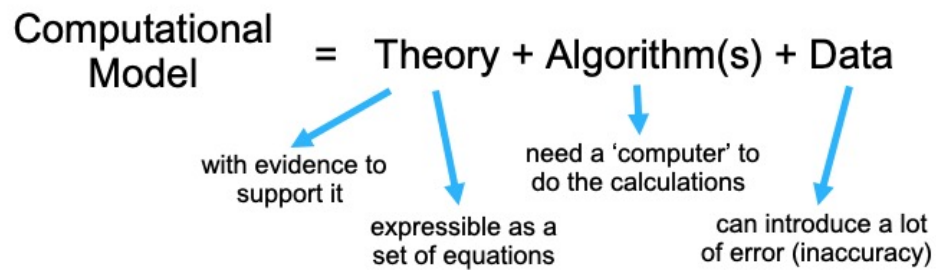 Computational
Model
= Theory + Algorithm(s) + Data
with evidence to
support it
expressible as a
set of equations
need a ‘computer’ to
do the calculations
can introduce a lot
of error (inaccuracy)